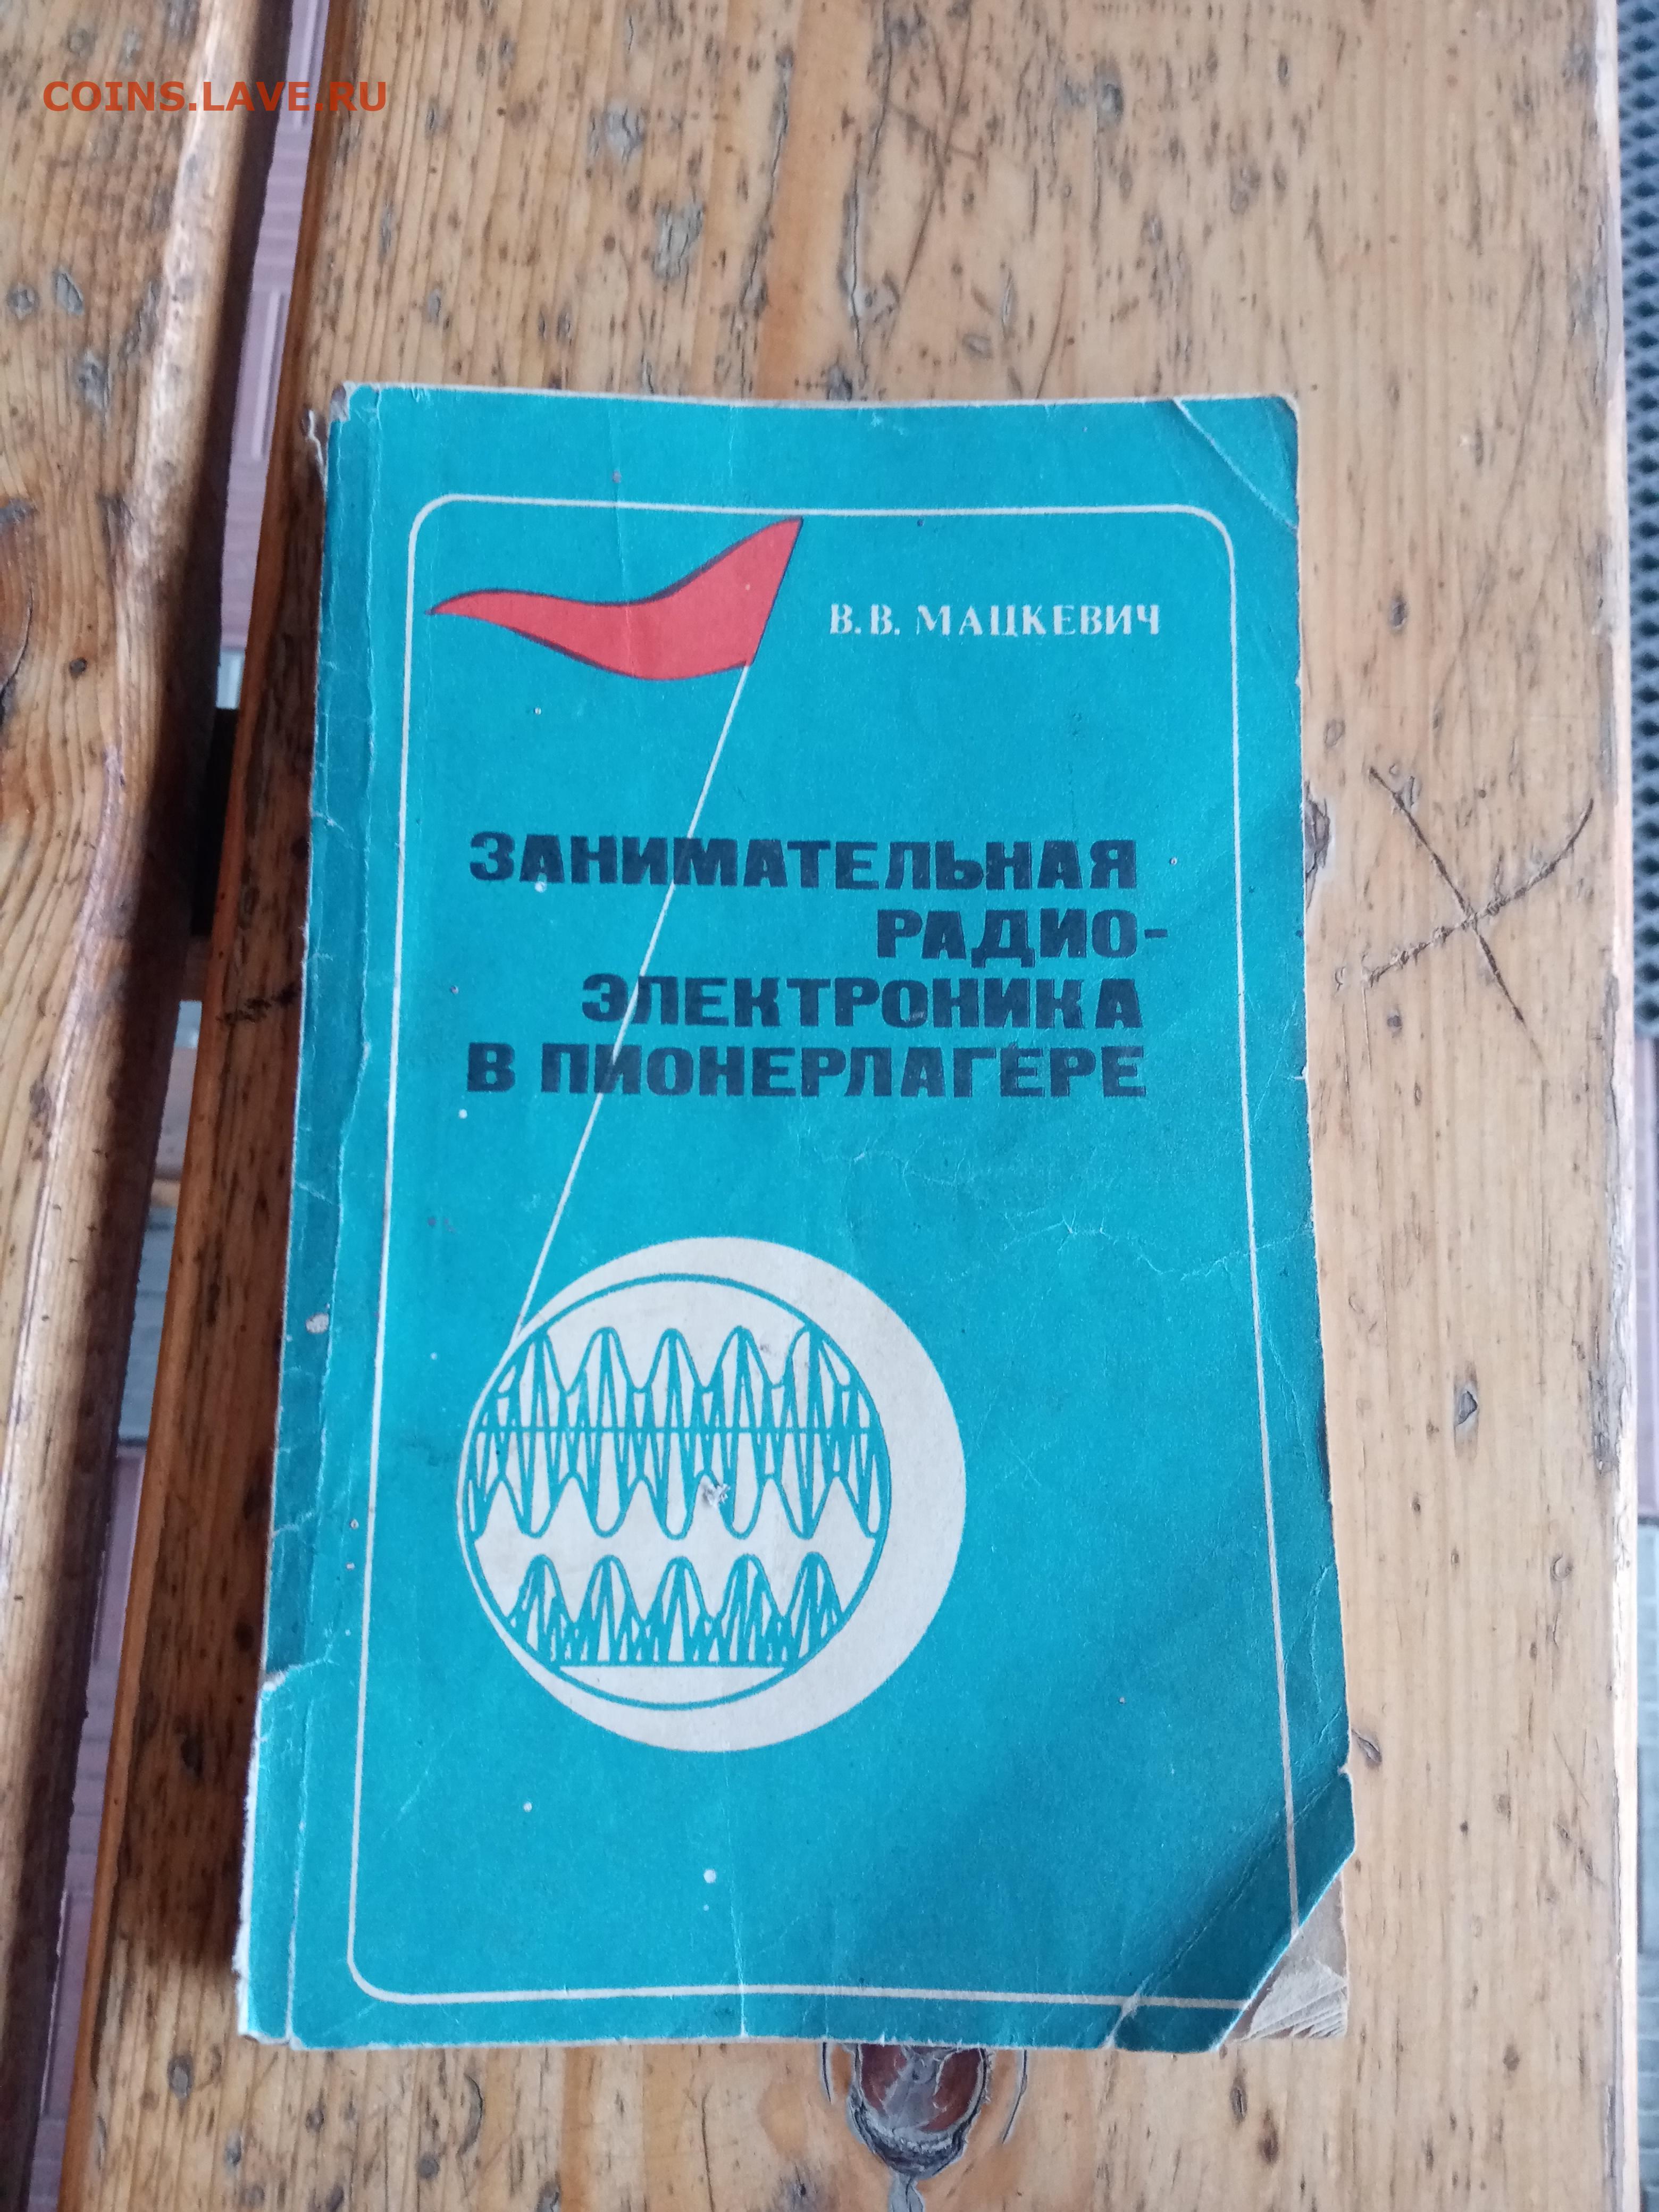 COINS.LAVE.RU
В. В. МАЦКЕВИЧ
ЗАНИМАТЕЛЬНАЯ
РАДИО-
ЭЛЕКТРОНИКА
В ПИОНЕРЛАГЕРЕ